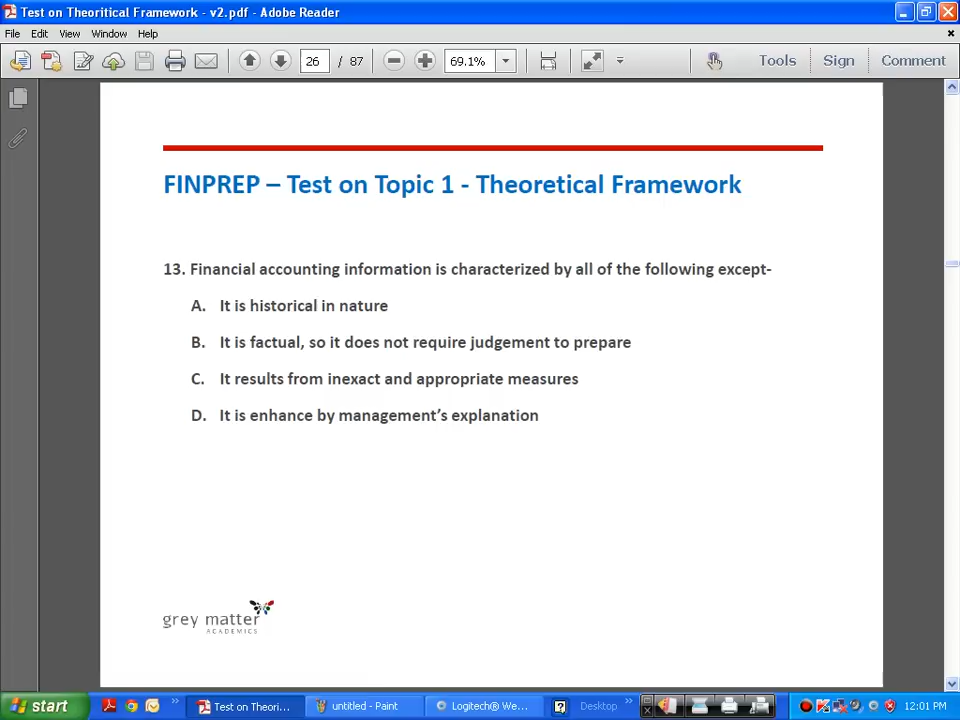 Test on Theoritical Framework - v2.pdf - Adobe Reader
File Edit View Window Help
26 / 87 69.1% Tools Sign Comment
FINPREP – Test on Topic 1 - Theoretical Framework
13. Financial accounting information is characterized by all of the following except-
A. It is historical in nature
B. It is factual, so it does not require judgement to prepare
C. It results from inexact and appropriate measures
D. It is enhance by management's explanation
grey matter
ACADEMICS
start Test on Theori... untitled - Paint Logitech® We... Desktop 12:01 PM